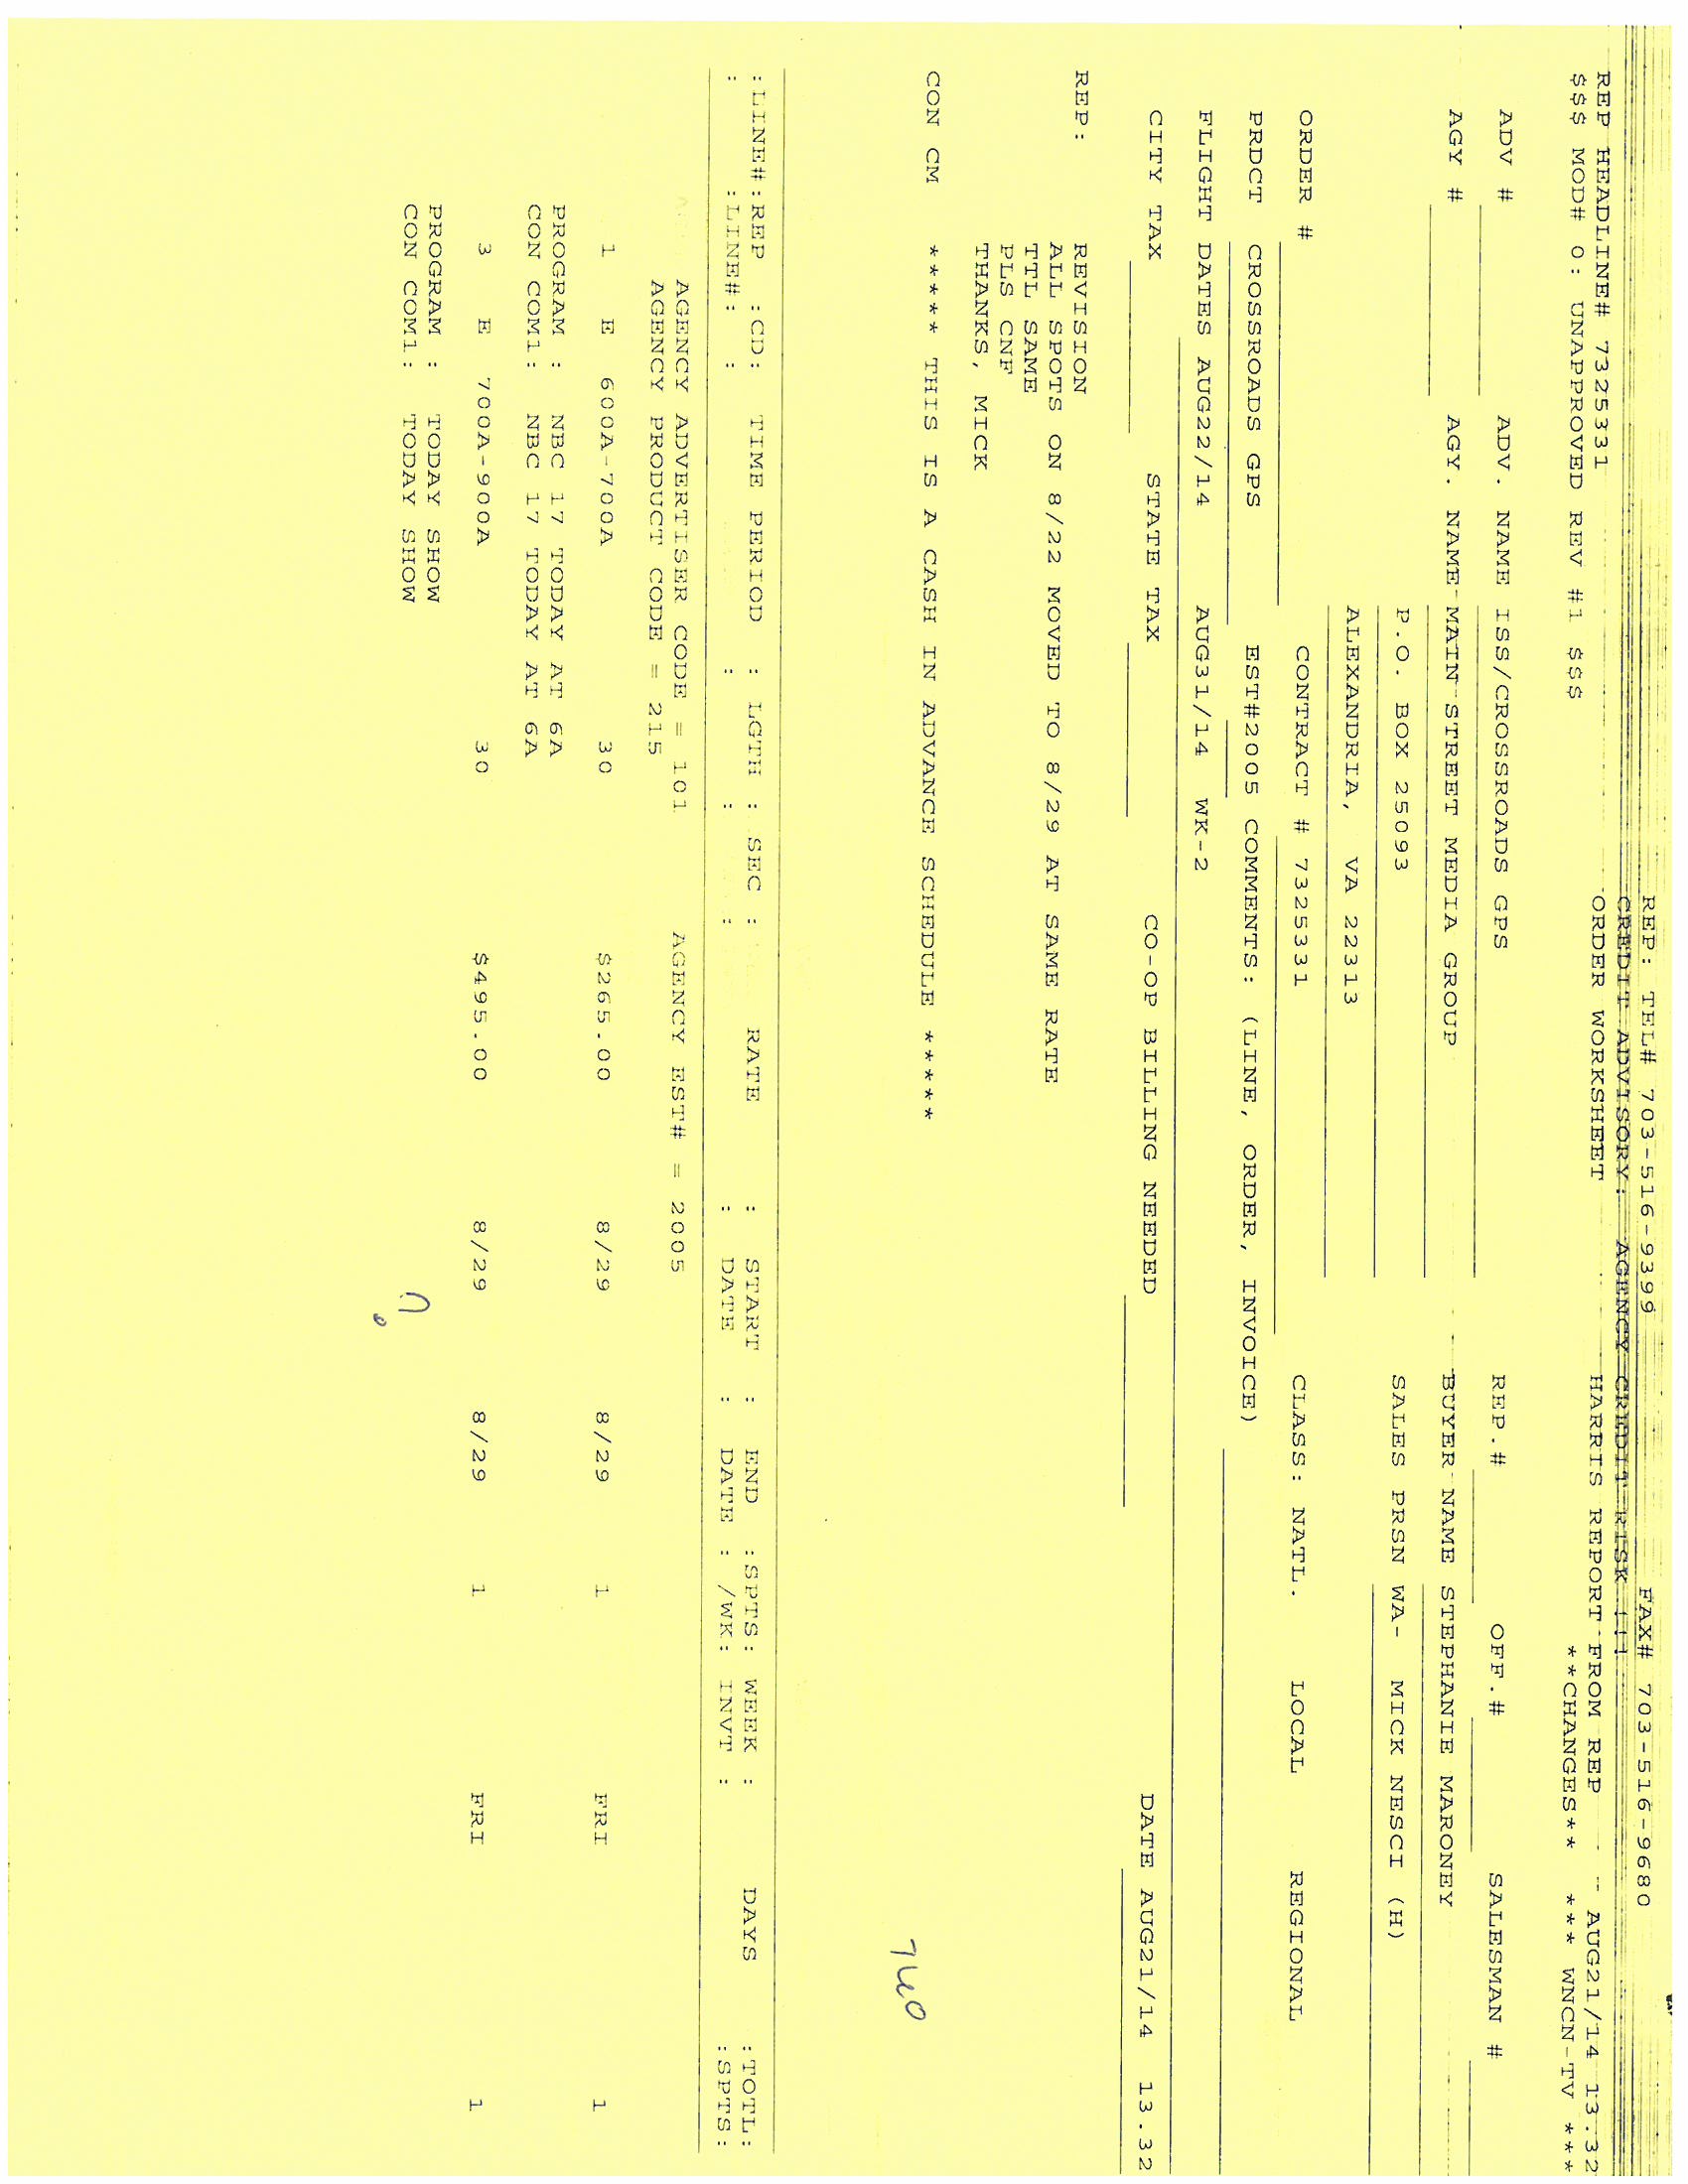 REP: TEL# 703-516-9399 FAX# 703-516-9680
CREDIT ADVISORY: AGENCY CREDIT RISK !!!
ORDER WORKSHEET HARRIS REPORT FROM REP AUG21/14 13.32
REP HEADLINE# 7325331
$$$ MOD# 0: UNAPPROVED REV #1 $$$ **CHANGES** *** WNCN-TV ***
ADV # ADV. NAME ISS/CROSSROADS GPS REP.# OFF.# SALESMAN #
AGY # AGY. NAME MAIN STREET MEDIA GROUP BUYER NAME STEPHANIE MARONEY
P.O. BOX 25093 SALES PRSN WA- MICK NESCI (H)
ALEXANDRIA, VA 22313
ORDER # CONTRACT # 7325331 CLASS: NATL. LOCAL REGIONAL
PRDCT CROSSROADS GPS EST#2005 COMMENTS: (LINE, ORDER, INVOICE)
FLIGHT DATES AUG22/14 AUG31/14 WK-2
CITY TAX STATE TAX CO-OP BILLING NEEDED DATE AUG21/14 13.32
REP: REVISION
ALL SPOTS ON 8/22 MOVED TO 8/29 AT SAME RATE
TTL SAME
PLS CNF
THANKS, MICK
CON CM ***** THIS IS A CASH IN ADVANCE SCHEDULE *****
740
:LINE#:REP :CD: TIME PERIOD : LGTH : SEC : RATE : START : END :SPTS: WEEK : DAYS :TOTL:
: :LINE#: : : : : : DATE : DATE : /WK: INVT : :SPTS:
AGENCY ADVERTISER CODE = 101 AGENCY EST# = 2005
AGENCY PRODUCT CODE = 215
1 E 600A-700A 30 $265.00 8/29 8/29 1 FRI 1
PROGRAM : NBC 17 TODAY AT 6A
CON COM1: NBC 17 TODAY AT 6A
3 E 700A-900A 30 $495.00 8/29 8/29 1 FRI 1
PROGRAM : TODAY SHOW
CON COM1: TODAY SHOW